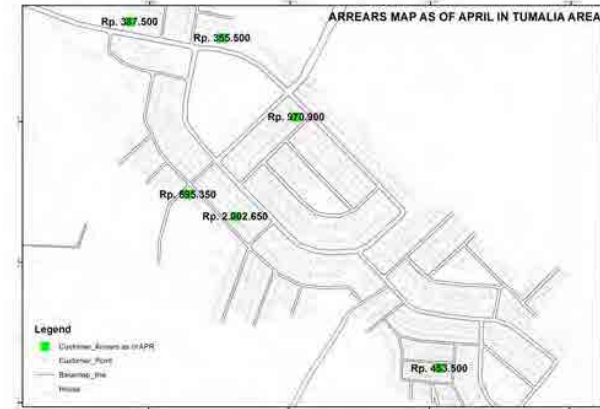 ARREARS MAP AS OF APRIL IN TUMALIA AREA
Rp. 387.500
Rp. 355.500
Rp. 970.900
Rp. 595.350
Rp. 2.002.650
Rp. 453.500
Legend
Customer_Arrears as of APR
Customer_Point
Basemap_line
House